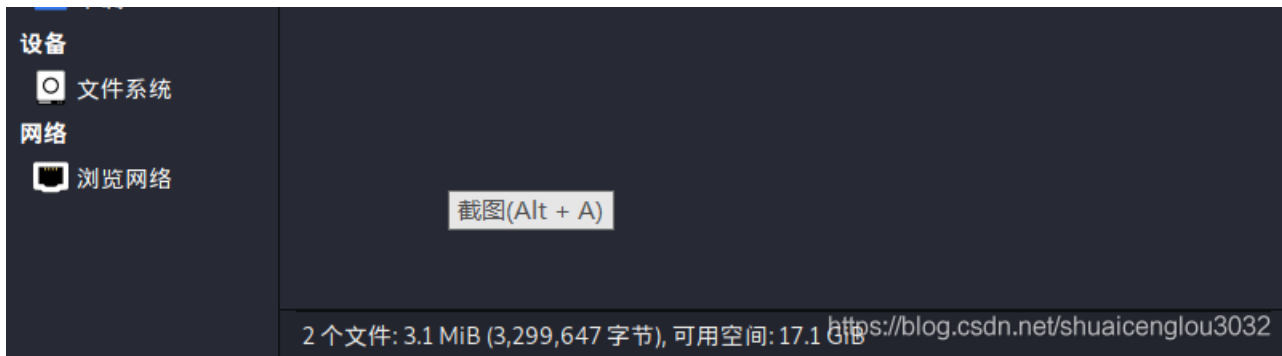 设备
文件系统
网络
浏览网络
截图(Alt + A)
2 个文件: 3.1 MiB (3,299,647 字节), 可用空间: 17.1 GiB
https://blog.csdn.net/shuaicenglou3032